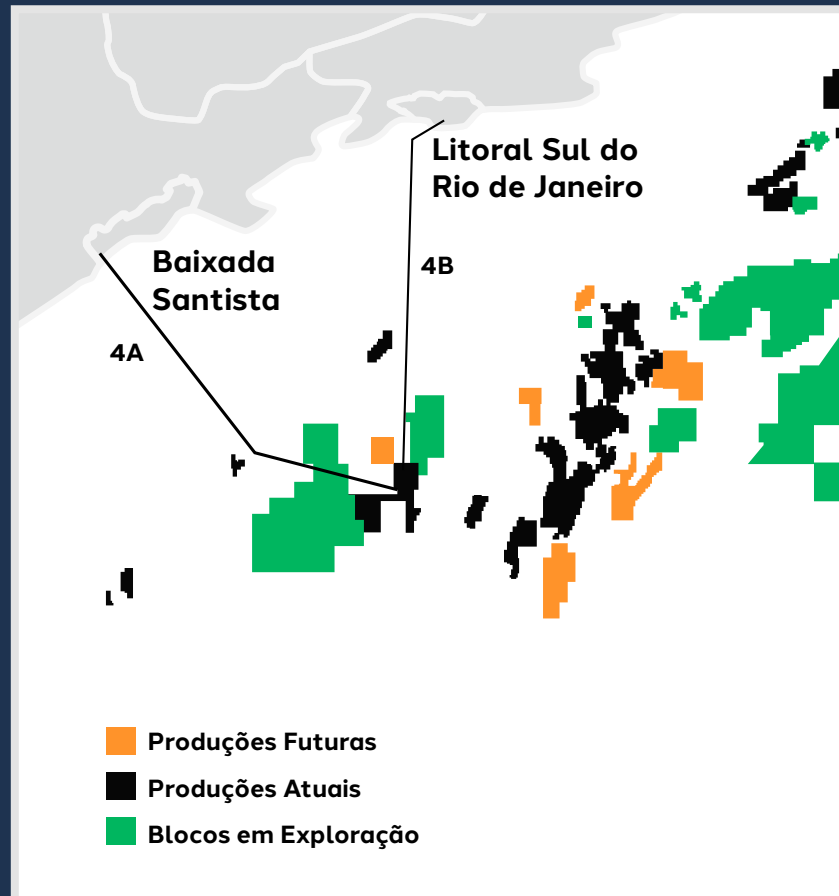 Litoral Sul do
Rio de Janeiro
Baixada
Santista
4B
4A
Produções Futuras
Produções Atuais
Blocos em Exploração